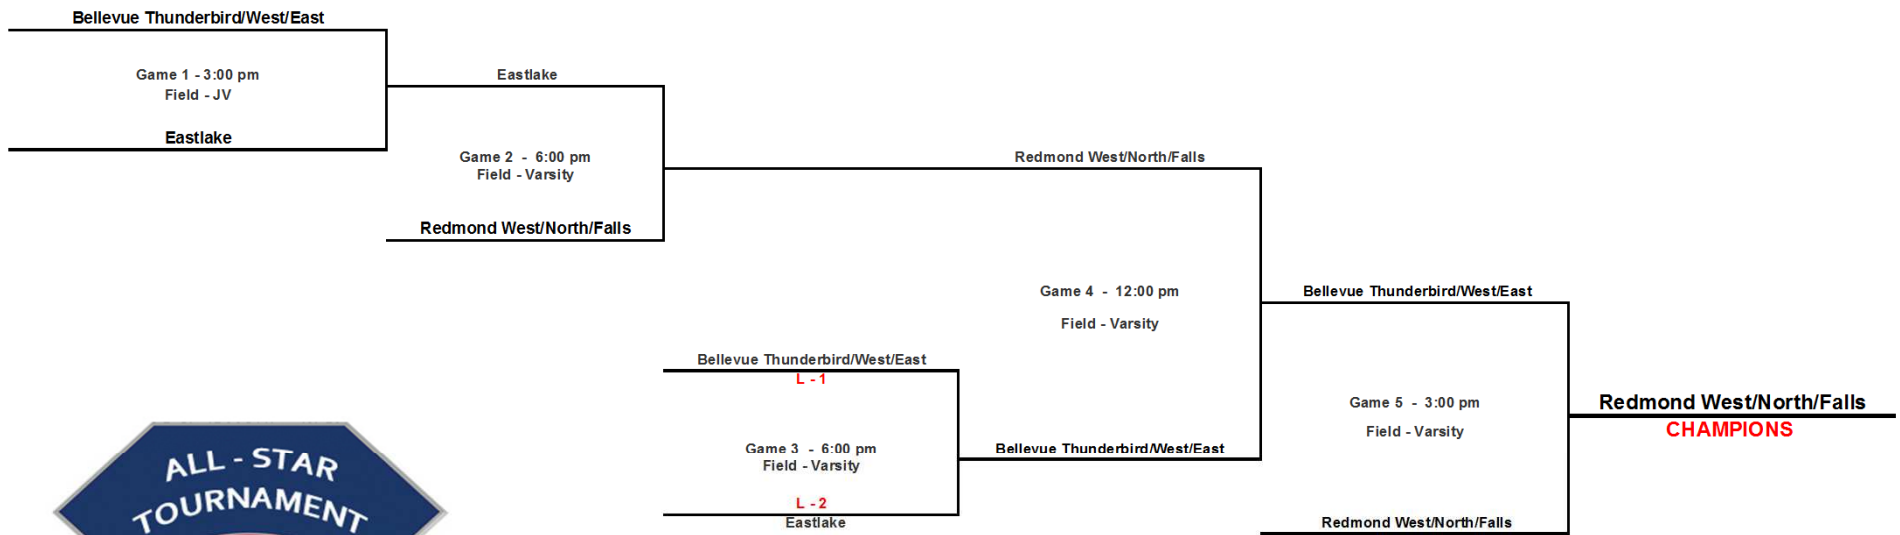 Bellevue Thunderbird/West/East
Game 1 - 3:00 pm
Field - JV
Eastlake
Eastlake
Game 2 - 6:00 pm
Field - Varsity
Redmond West/North/Falls
Redmond West/North/Falls
Game 4 - 12:00 pm
Field - Varsity
Bellevue Thunderbird/West/East
L - 1
Game 3 - 6:00 pm
Field - Varsity
L - 2
Eastlake
Bellevue Thunderbird/West/East
Bellevue Thunderbird/West/East
Game 5 - 3:00 pm
Field - Varsity
Redmond West/North/Falls
Redmond West/North/Falls
CHAMPIONS
ALL - STAR
TOURNAMENT